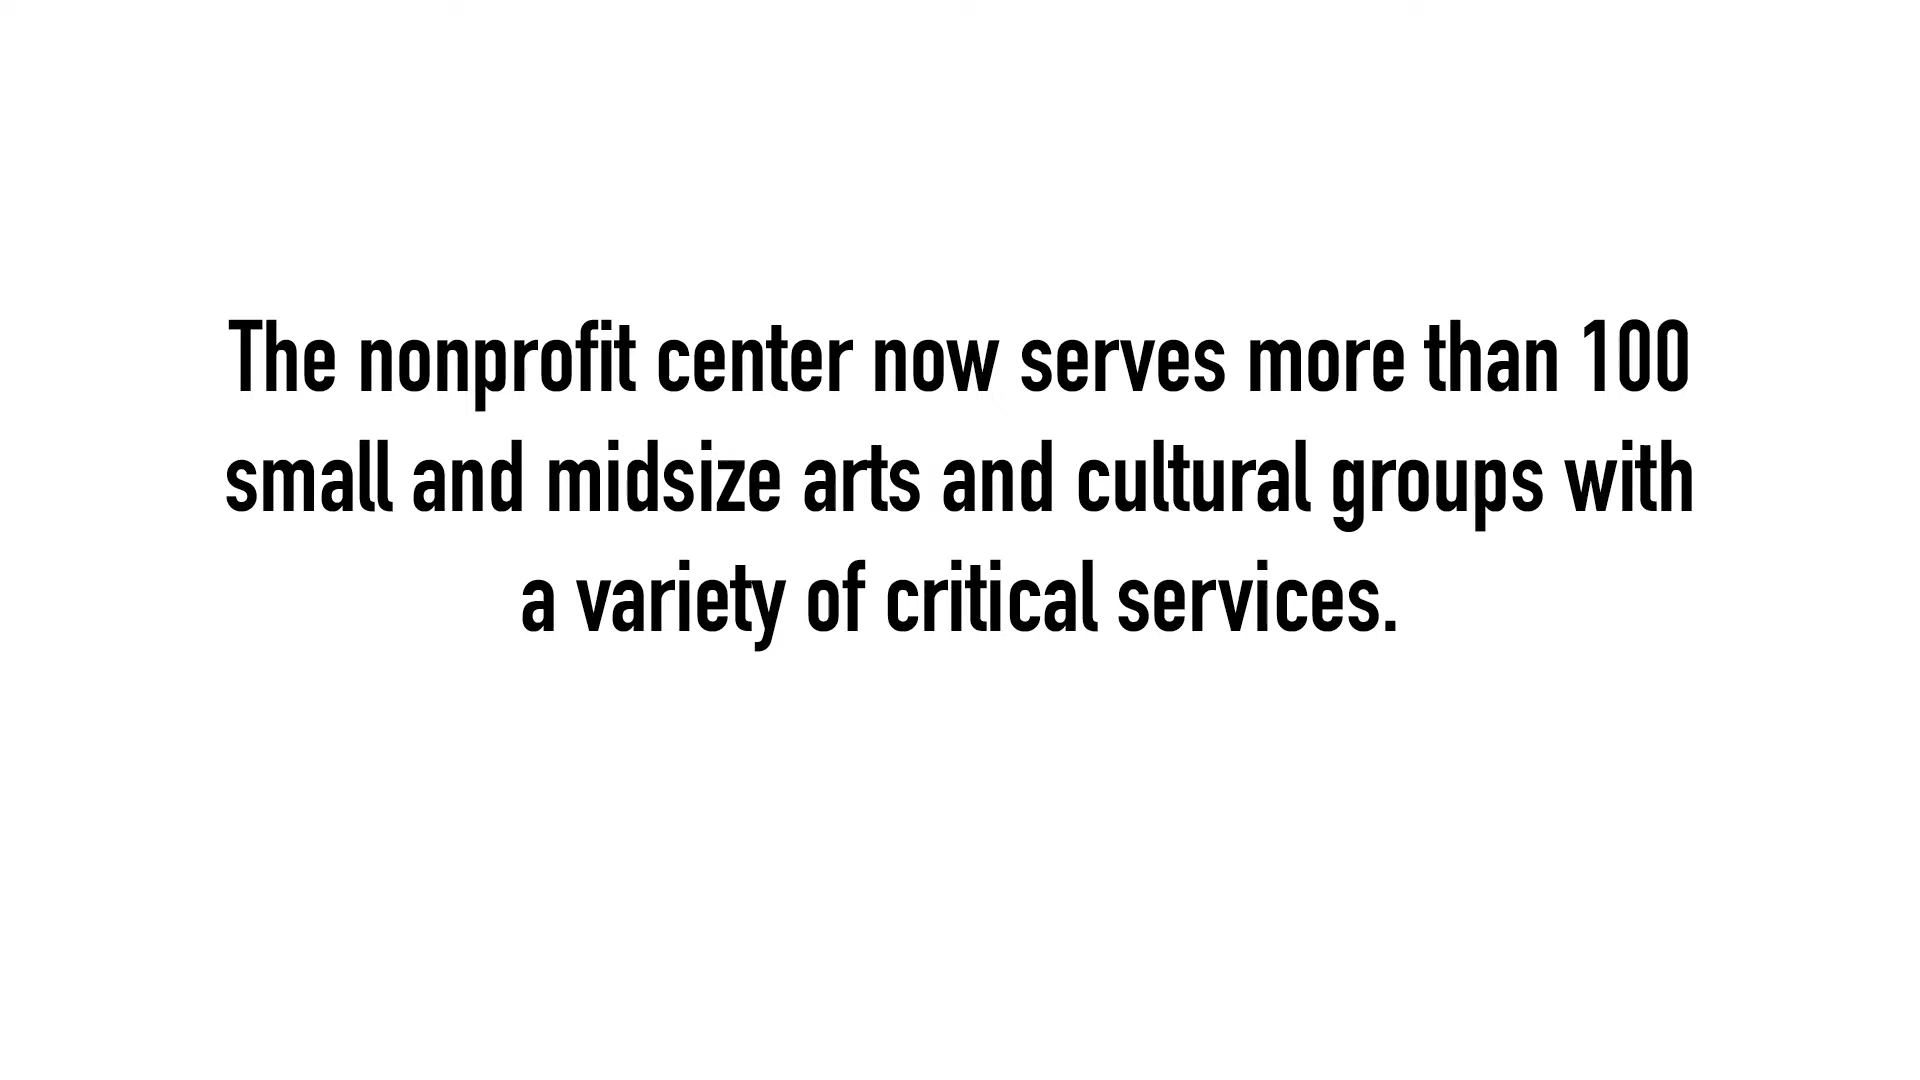 The nonprofit center now serves more than 100
small and midsize arts and cultural groups with
a variety of critical services.